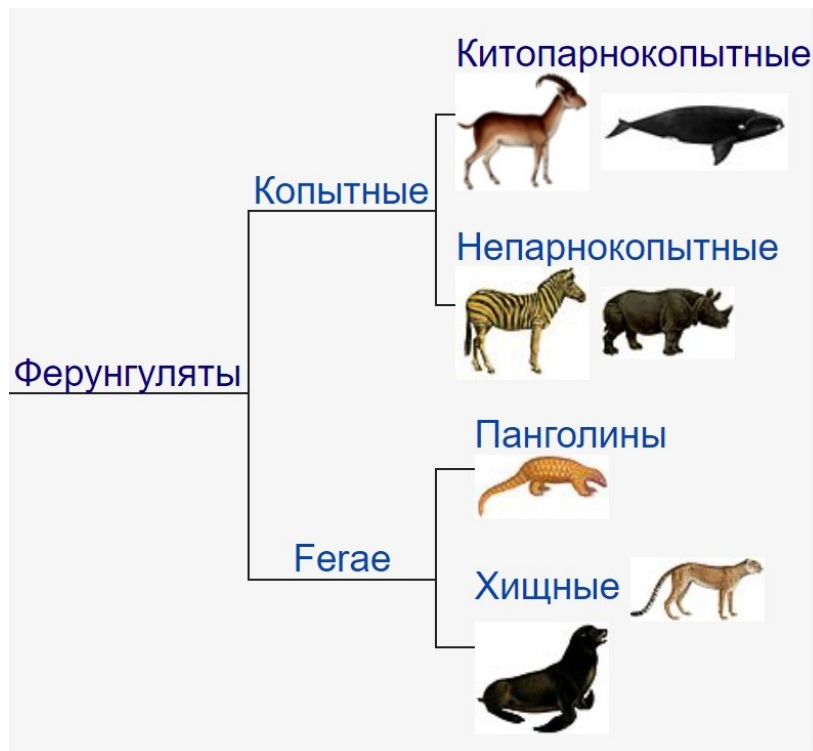 Китопарнокопытные
Копытные
Непарнокопытные
Ферунгуляты
Панголины
Ferae
Хищные